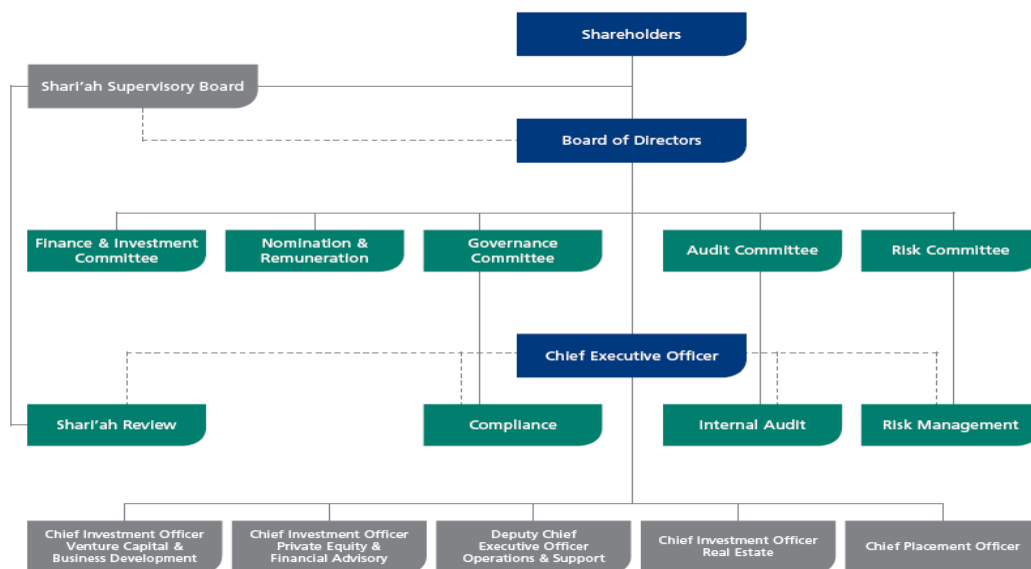 Shareholders
Shari'ah Supervisory Board
Board of Directors
Finance & Investment
Committee
Nomination &
Remuneration
Governance
Committee
Audit Committee
Risk Committee
Chief Executive Officer
Shari'ah Review
Compliance
Internal Audit
Risk Management
Chief Investment Officer
Venture Capital &
Business Development
Chief Investment Officer
Private Equity &
Financial Advisory
Deputy Chief
Executive Officer
Operations & Support
Chief Investment Officer
Real Estate
Chief Placement Officer